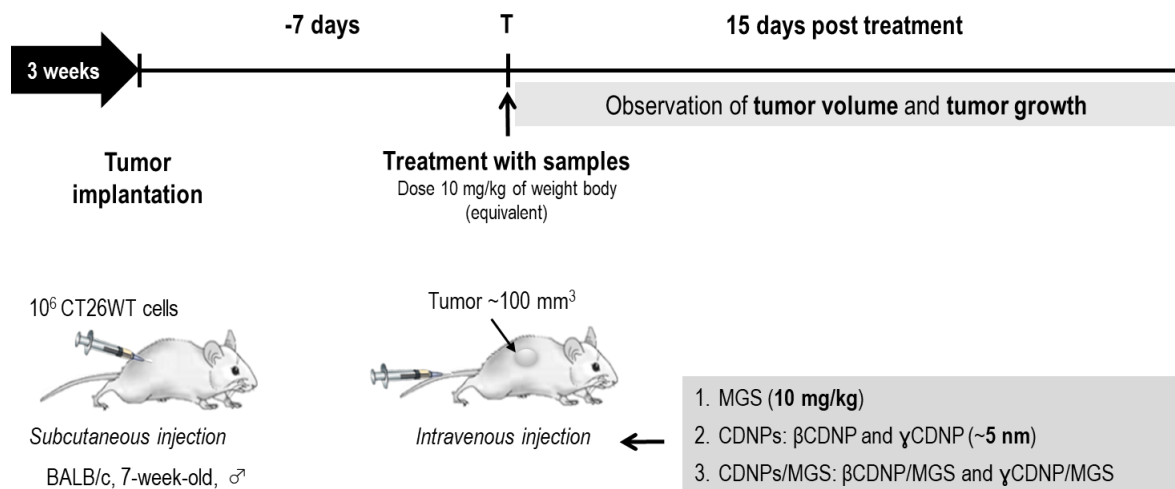 -7 days
T
15 days post treatment
3 weeks
Observation of tumor volume and tumor growth
Tumor
implantation
Treatment with samples
Dose 10 mg/kg of weight body
(equivalent)
10⁶ CT26WT cells
Tumor ~100 mm³
Subcutaneous injection
Intravenous injection
BALB/c, 7-week-old, ♂
1. MGS (10 mg/kg)
2. CDNPs: βCDNP and ɣCDNP (~5 nm)
3. CDNPs/MGS: βCDNP/MGS and ɣCDNP/MGS